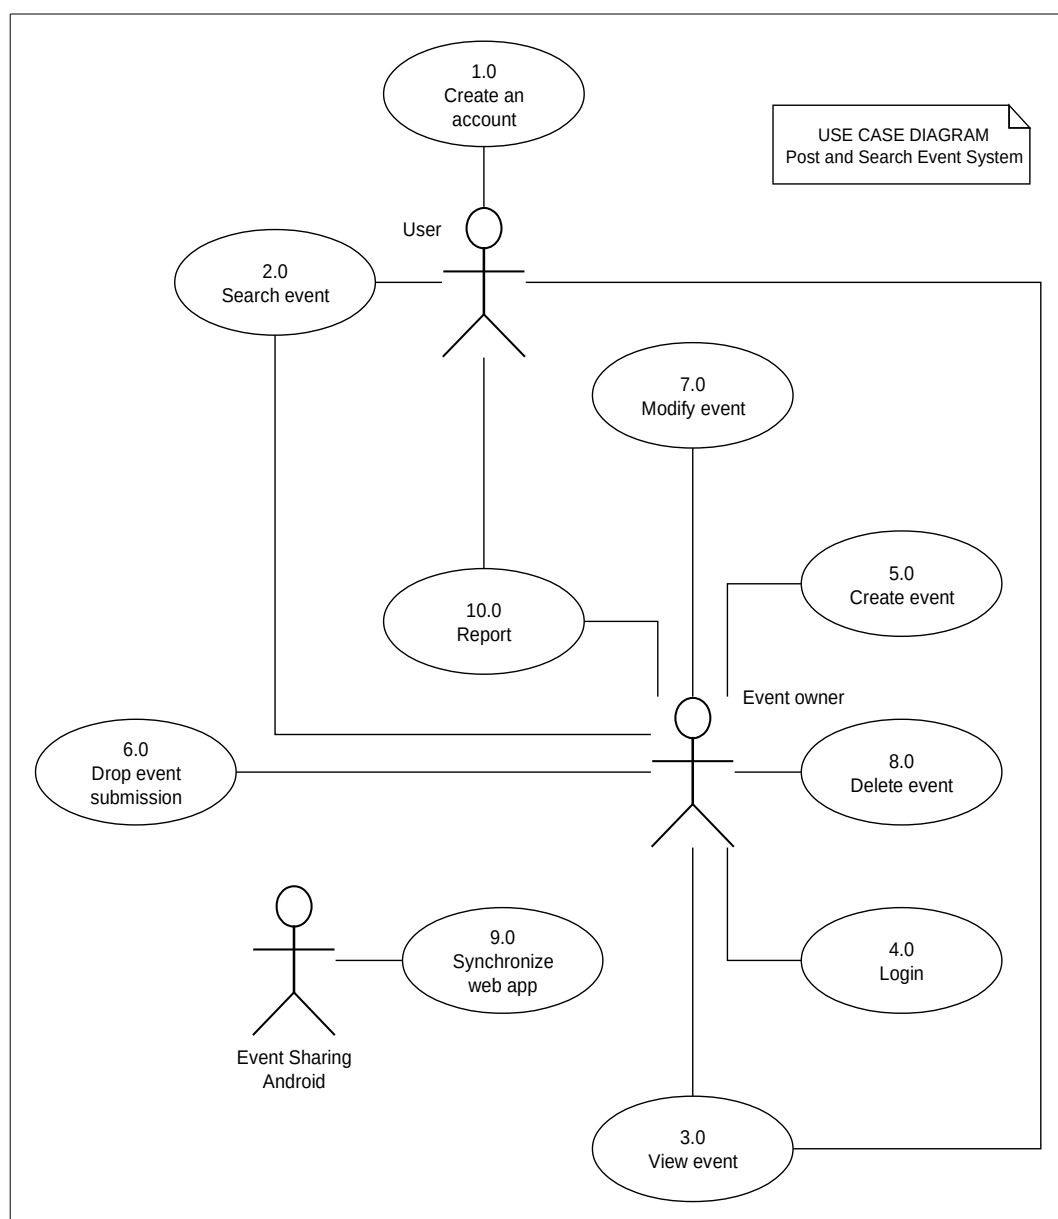 1.0
Create an
account
USE CASE DIAGRAM
Post and Search Event System
User
2.0
Search event
7.0
Modify event
5.0
Create event
10.0
Report
Event owner
6.0
Drop event
submission
8.0
Delete event
9.0
Synchronize
web app
4.0
Login
Event Sharing
Android
3.0
View event